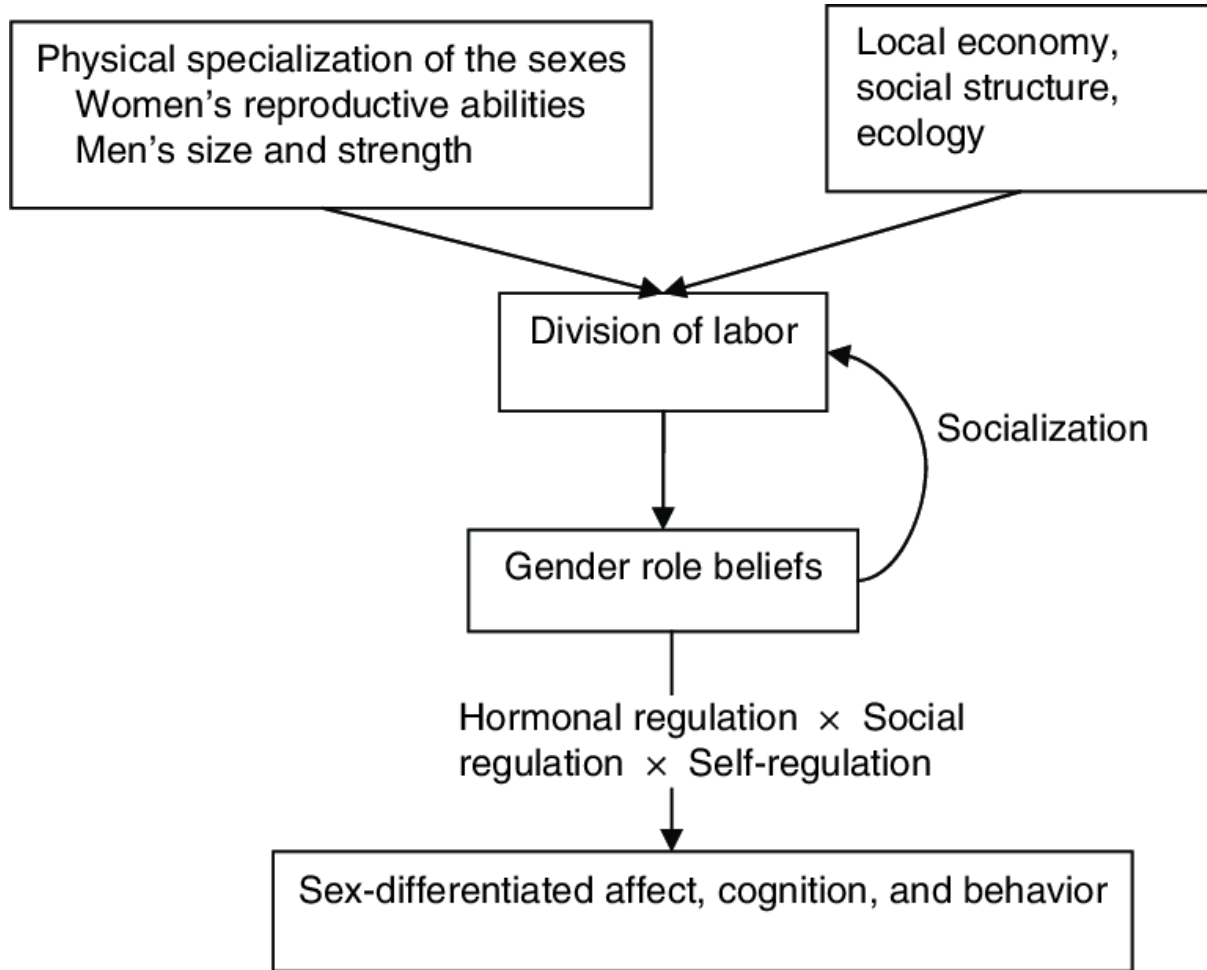 Physical specialization of the sexes
Women's reproductive abilities
Men's size and strength
Local economy,
social structure,
ecology
Division of labor
Socialization
Gender role beliefs
Hormonal regulation × Social
regulation × Self-regulation
Sex-differentiated affect, cognition, and behavior